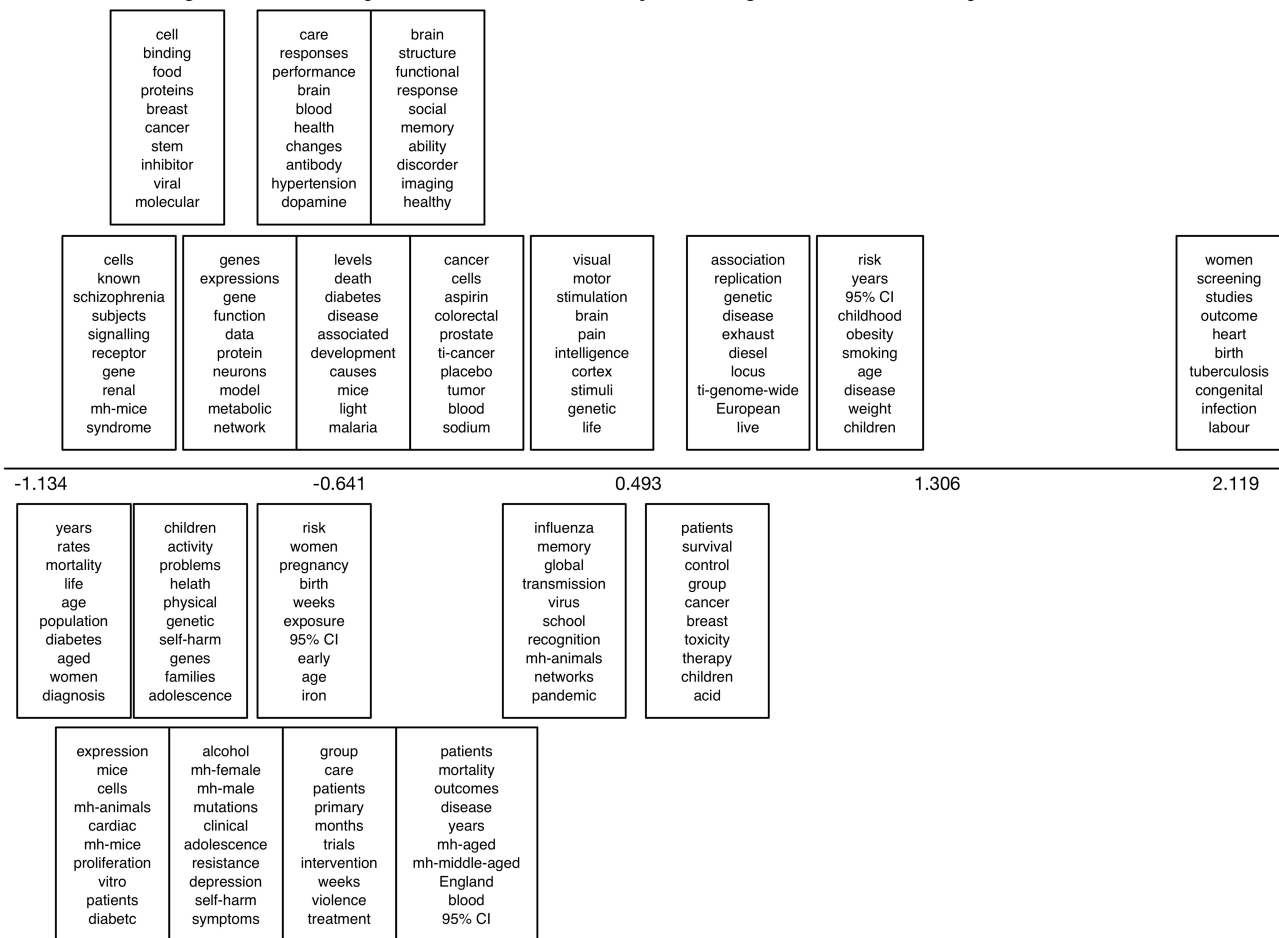 cell
binding
food
proteins
breast
cancer
stem
inhibitor
viral
molecular
care
responses
performance
brain
blood
health
changes
antibody
hypertension
dopamine
brain
structure
functional
response
social
memory
ability
discorder
imaging
healthy
cells
known
schizophrenia
subjects
signalling
receptor
gene
renal
mh-mice
syndrome
genes
expressions
gene
function
data
protein
neurons
model
metabolic
network
levels
death
diabetes
disease
associated
development
causes
mice
light
malaria
cancer
cells
aspirin
colorectal
prostate
ti-cancer
placebo
tumor
blood
sodium
visual
motor
stimulation
brain
pain
intelligence
cortex
stimuli
genetic
life
association
replication
genetic
disease
exhaust
diesel
locus
ti-genome-wide
European
live
risk
years
95% CI
childhood
obesity
smoking
age
disease
weight
children
women
screening
studies
outcome
heart
birth
tuberculosis
congenital
infection
labour
-1.134 -0.641 0.493 1.306 2.119
years
rates
mortality
life
age
population
diabetes
aged
women
diagnosis
children
activity
problems
helath
physical
genetic
self-harm
genes
families
adolescence
risk
women
pregnancy
birth
weeks
exposure
95% CI
early
age
iron
influenza
memory
global
transmission
virus
school
recognition
mh-animals
networks
pandemic
patients
survival
control
group
cancer
breast
toxicity
therapy
children
acid
expression
mice
cells
mh-animals
cardiac
mh-mice
proliferation
vitro
patients
diabetc
alcohol
mh-female
mh-male
mutations
clinical
adolescence
resistance
depression
self-harm
symptoms
group
care
patients
primary
months
trials
intervention
weeks
violence
treatment
patients
mortality
outcomes
disease
years
mh-aged
mh-middle-aged
England
blood
95% CI